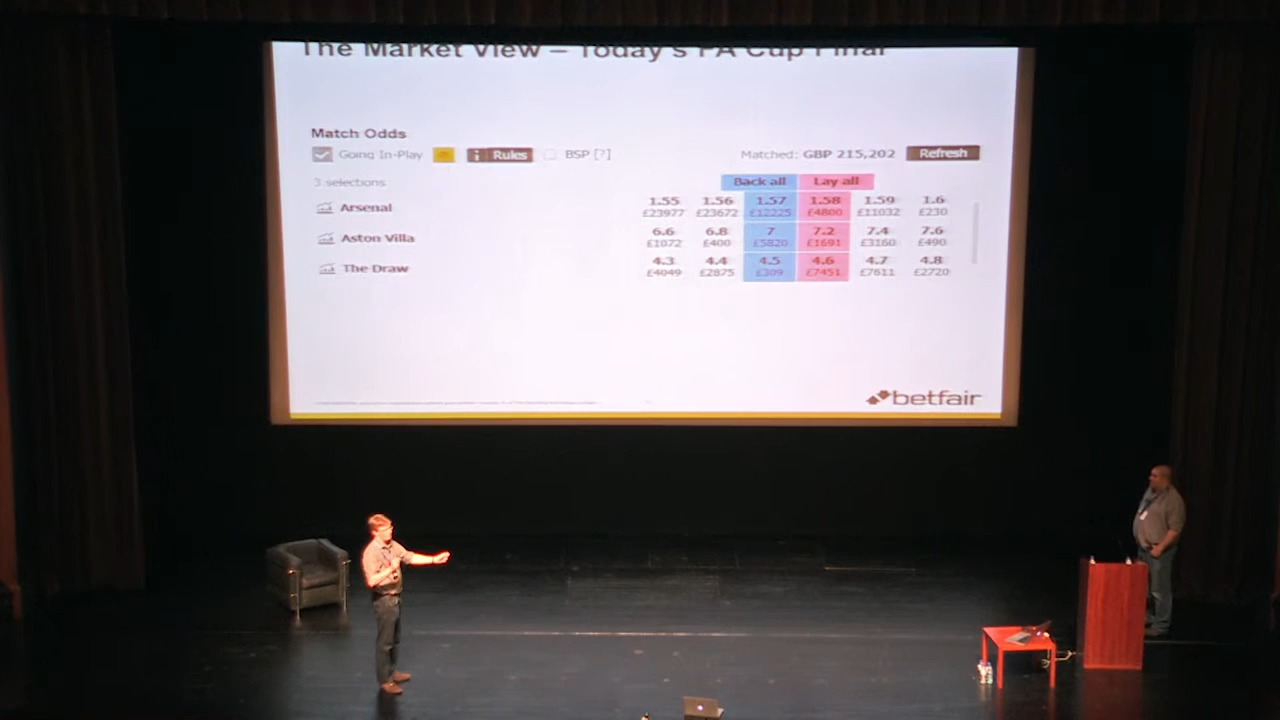 The Market View – Today's FA Cup Final
Match Odds
Going In-Play Rules BSP [?] Matched: GBP 215,202 Refresh
3 selections Back all Lay all
Arsenal 1.55 1.56 1.57 1.58 1.59 1.6
£23977 £23672 £12225 £4800 £11032 £230
Aston Villa 6.6 6.8 7 7.2 7.4 7.6
£1072 £400 £5820 £1691 £3160 £490
The Draw 4.3 4.4 4.5 4.6 4.7 4.8
£4049 £2875 £309 £7451 £7611 £2720
betfair